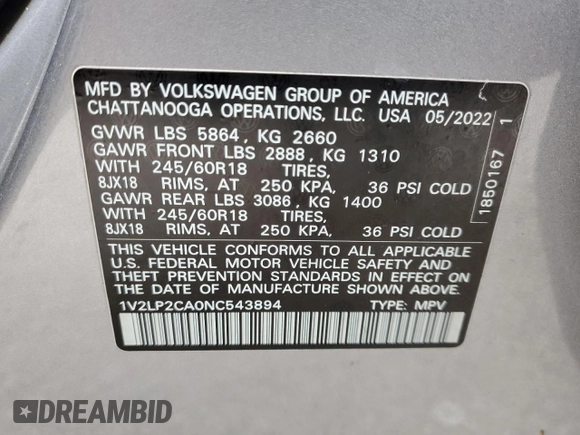 MFD BY VOLKSWAGEN GROUP OF AMERICA
CHATTANOOGA OPERATIONS, LLC. USA 05/2022
GVWR LBS 5864, KG 2660
GAWR FRONT LBS 2888, KG 1310
WITH 245/60R18 TIRES,
8JX18 RIMS, AT 250 KPA, 36 PSI COLD
GAWR REAR LBS 3086, KG 1400
WITH 245/60R18 TIRES,
8JX18 RIMS, AT 250 KPA, 36 PSI COLD
THIS VEHICLE CONFORMS TO ALL APPLICABLE
U.S. FEDERAL MOTOR VEHICLE SAFETY AND
THEFT PREVENTION STANDARDS IN EFFECT ON
THE DATE OF MANUFACTURE SHOWN ABOVE.
1V2LP2CA0NC543894 TYPE: MPV
1850167 1
DREAMBID